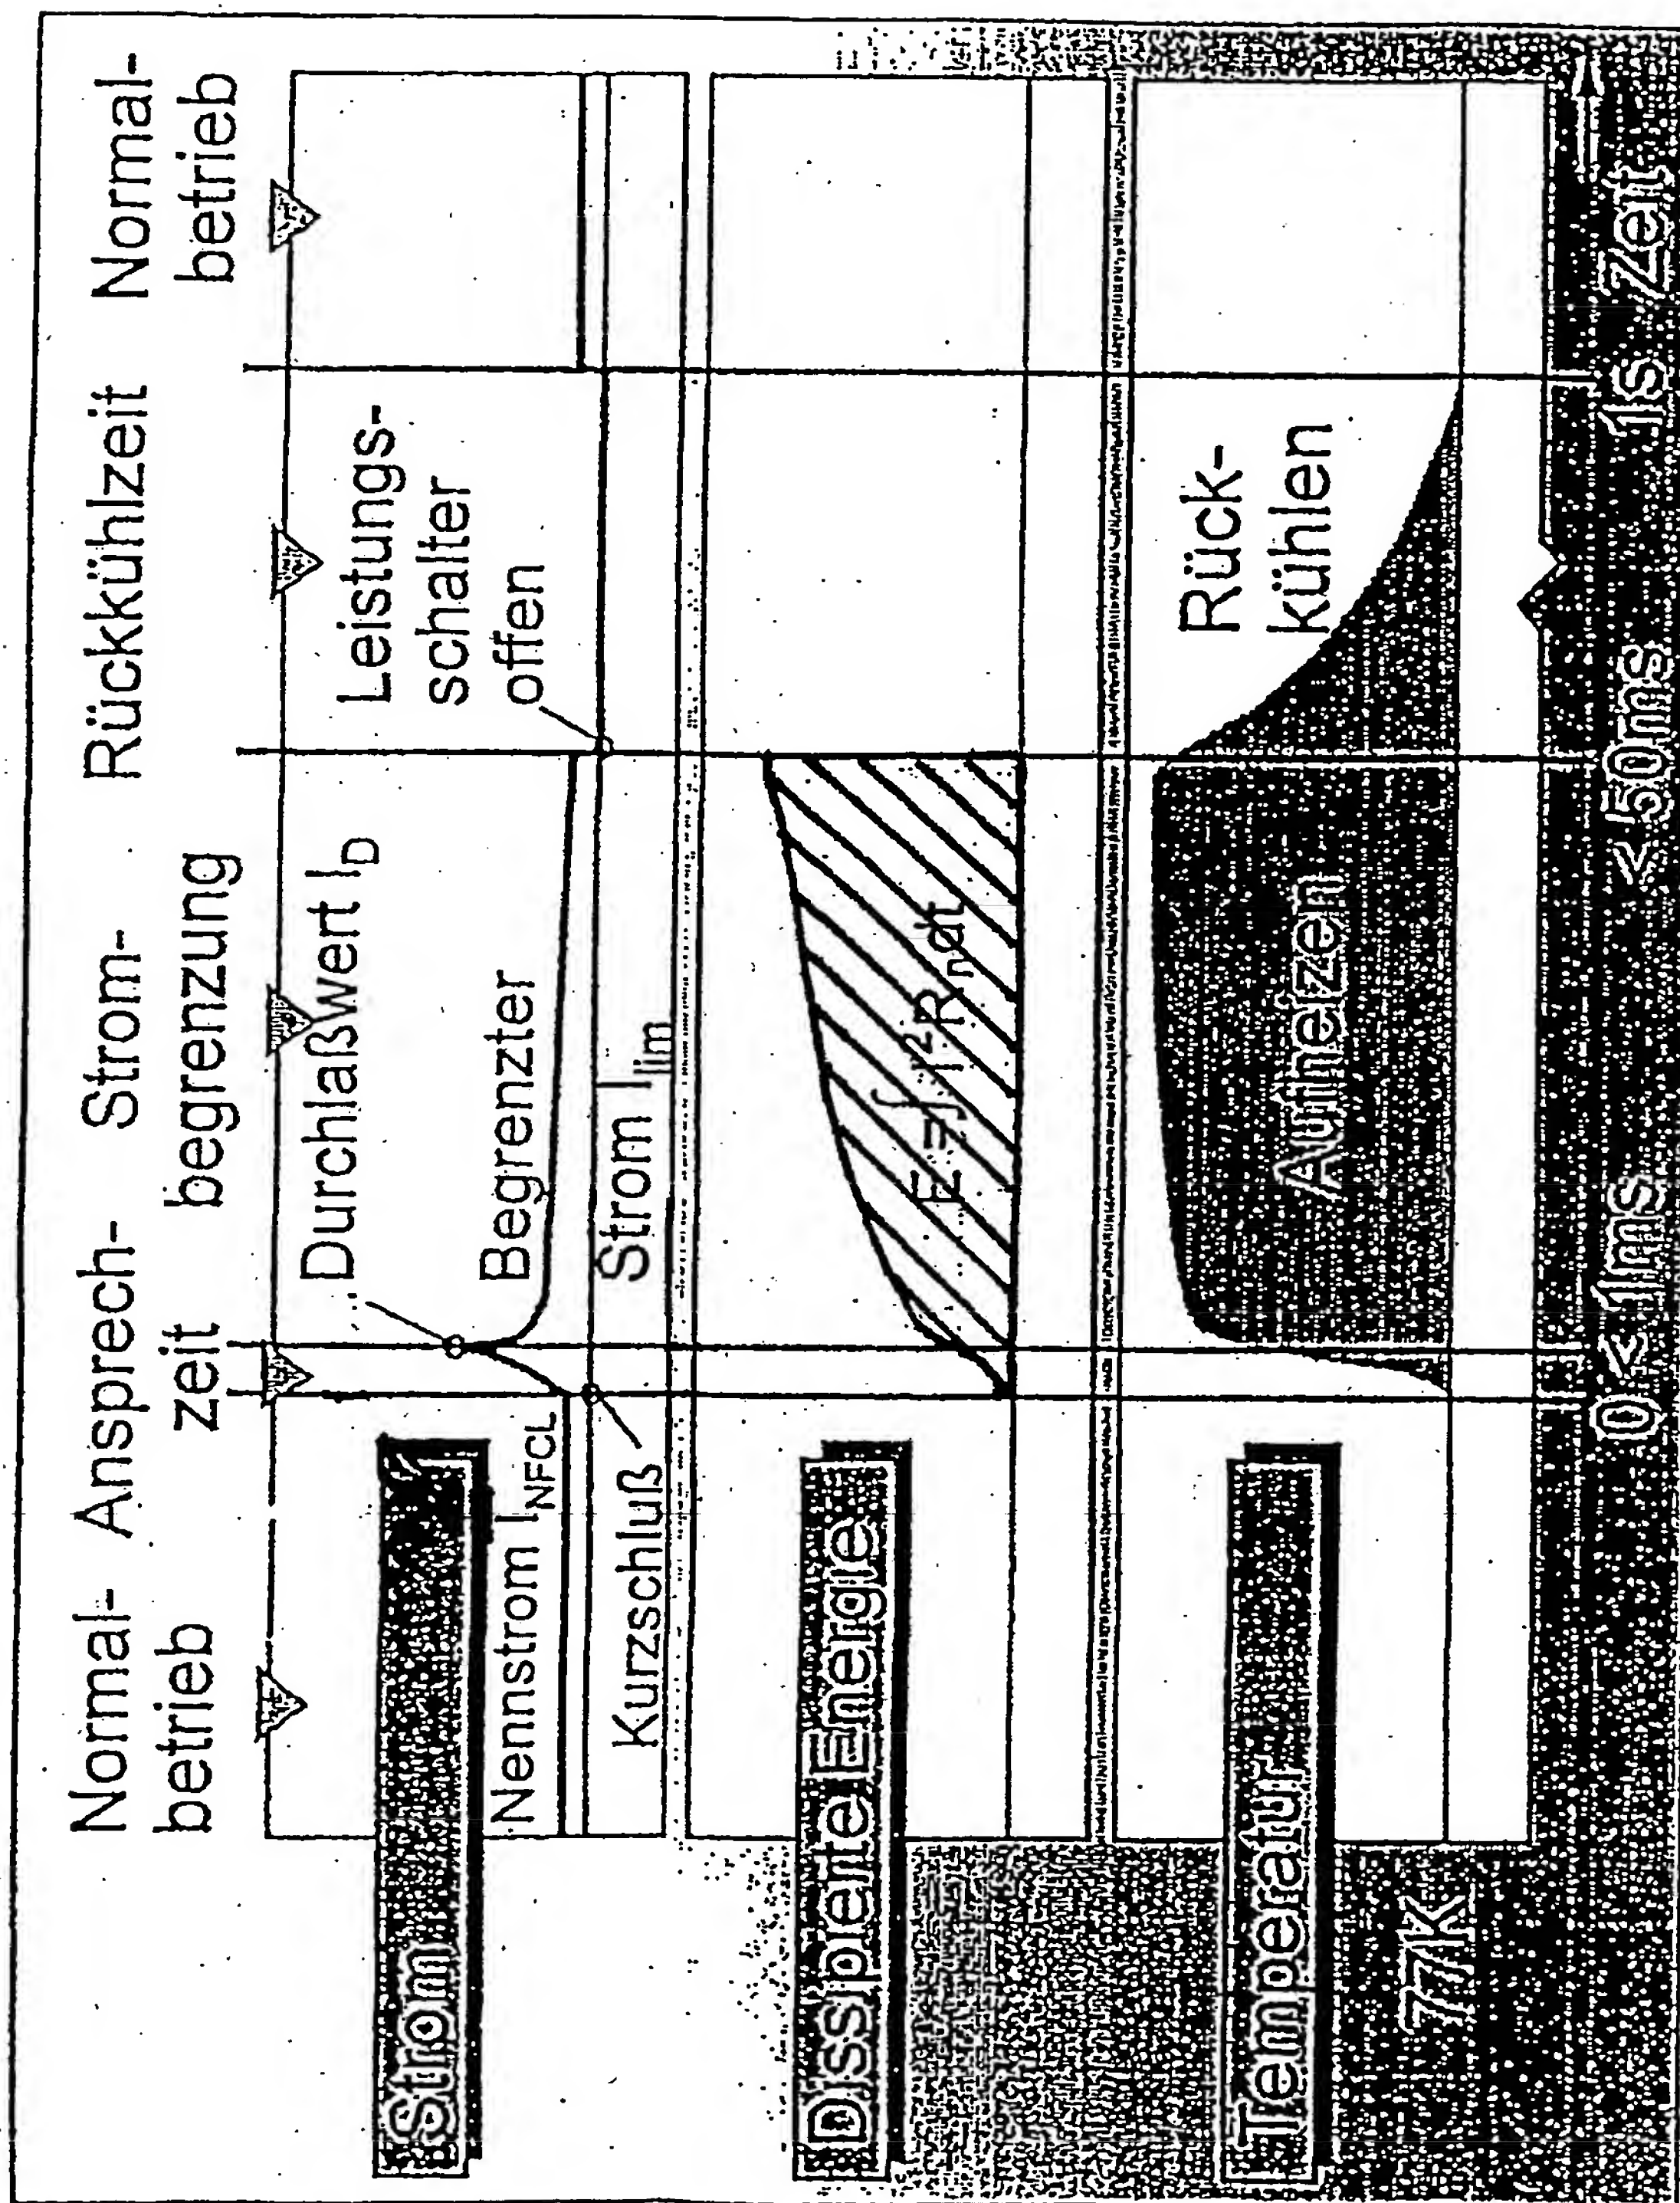 Normal-
betrieb
Ansprech-
zeit
Strom-
begrenzung
Rückkühlzeit
Normal-
betrieb
Strom
Durchlaßwert I_D
Leistungs-
schalter
offen
Nennstrom I_NFCL
Begrenzter
Strom I_lim
Kurzschluß
Dissipierte Energie
E = ∫ I²R_n dt
Temperatur
Rück-
kühlen
Aufheizen
77K
0 <1ms <50ms 1s Zeit